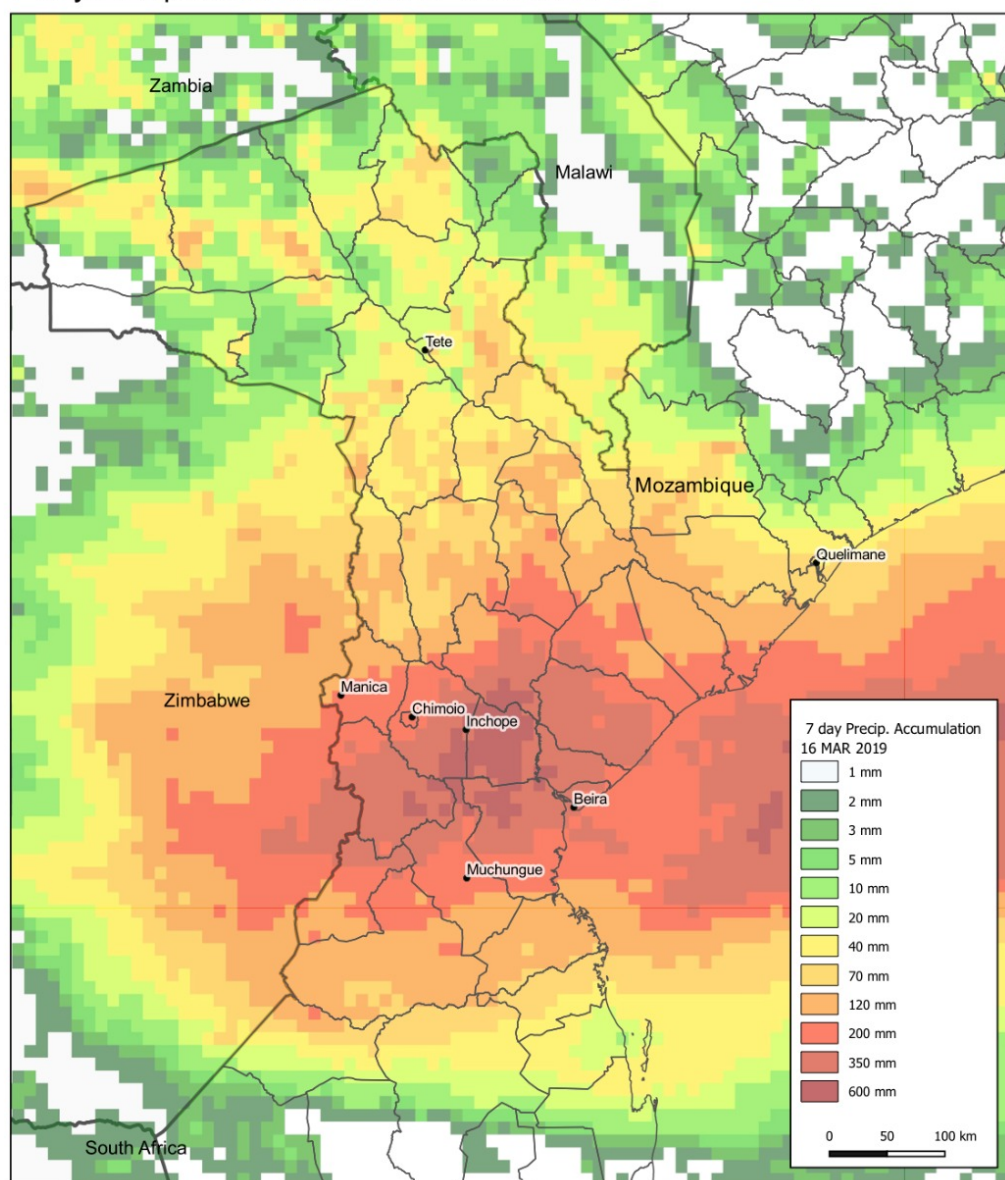 Zambia
Malawi
Tete
Mozambique
Quelimane
Manica
Zimbabwe
Chimoio
Inchope
Beira
Muchungue
South Africa
7 day Precip. Accumulation
16 MAR 2019
1 mm
2 mm
3 mm
5 mm
10 mm
20 mm
40 mm
70 mm
120 mm
200 mm
350 mm
600 mm
0 50 100 km